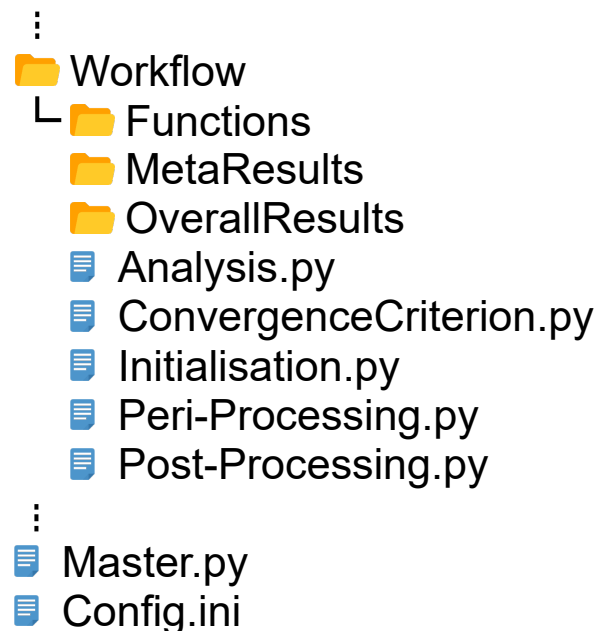 Workflow
Functions
MetaResults
OverallResults
Analysis.py
ConvergenceCriterion.py
Initialisation.py
Peri-Processing.py
Post-Processing.py
Master.py
Config.ini